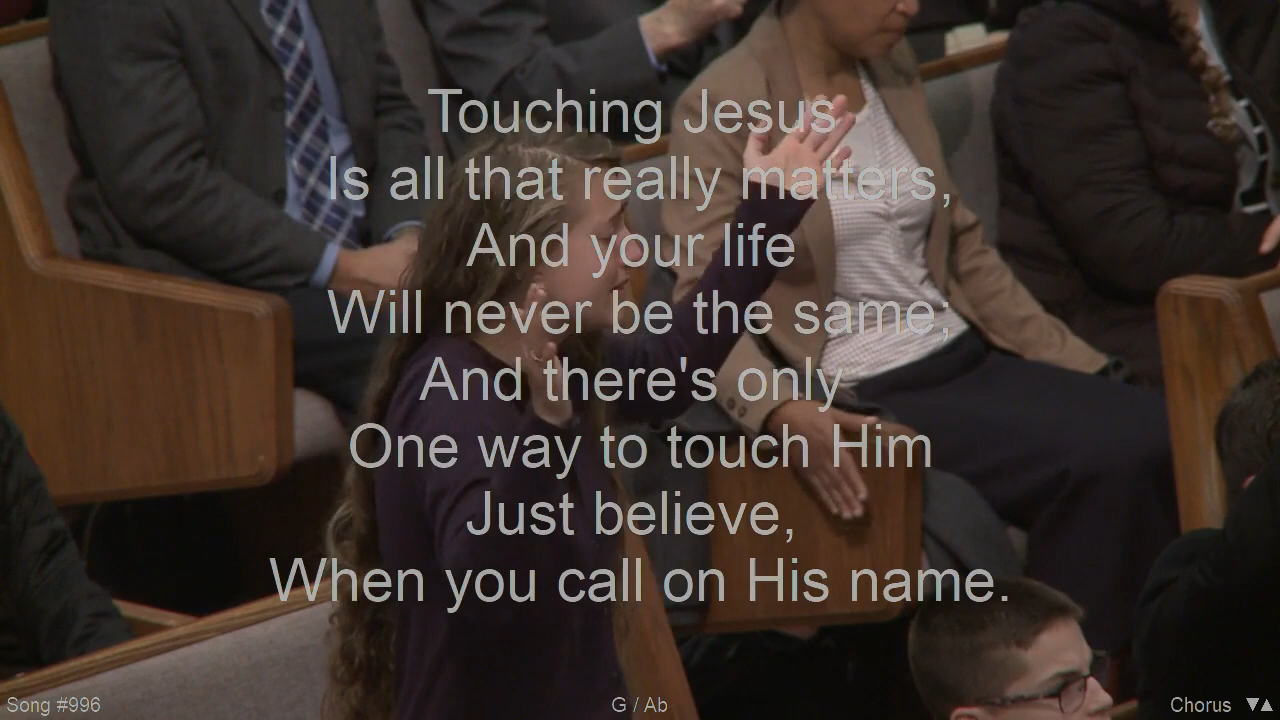 Touching Jesus
Is all that really matters,
And your life
Will never be the same;
And there's only
One way to touch Him
Just believe,
When you call on His name.
Song #996
G / Ab
Chorus ▼▲